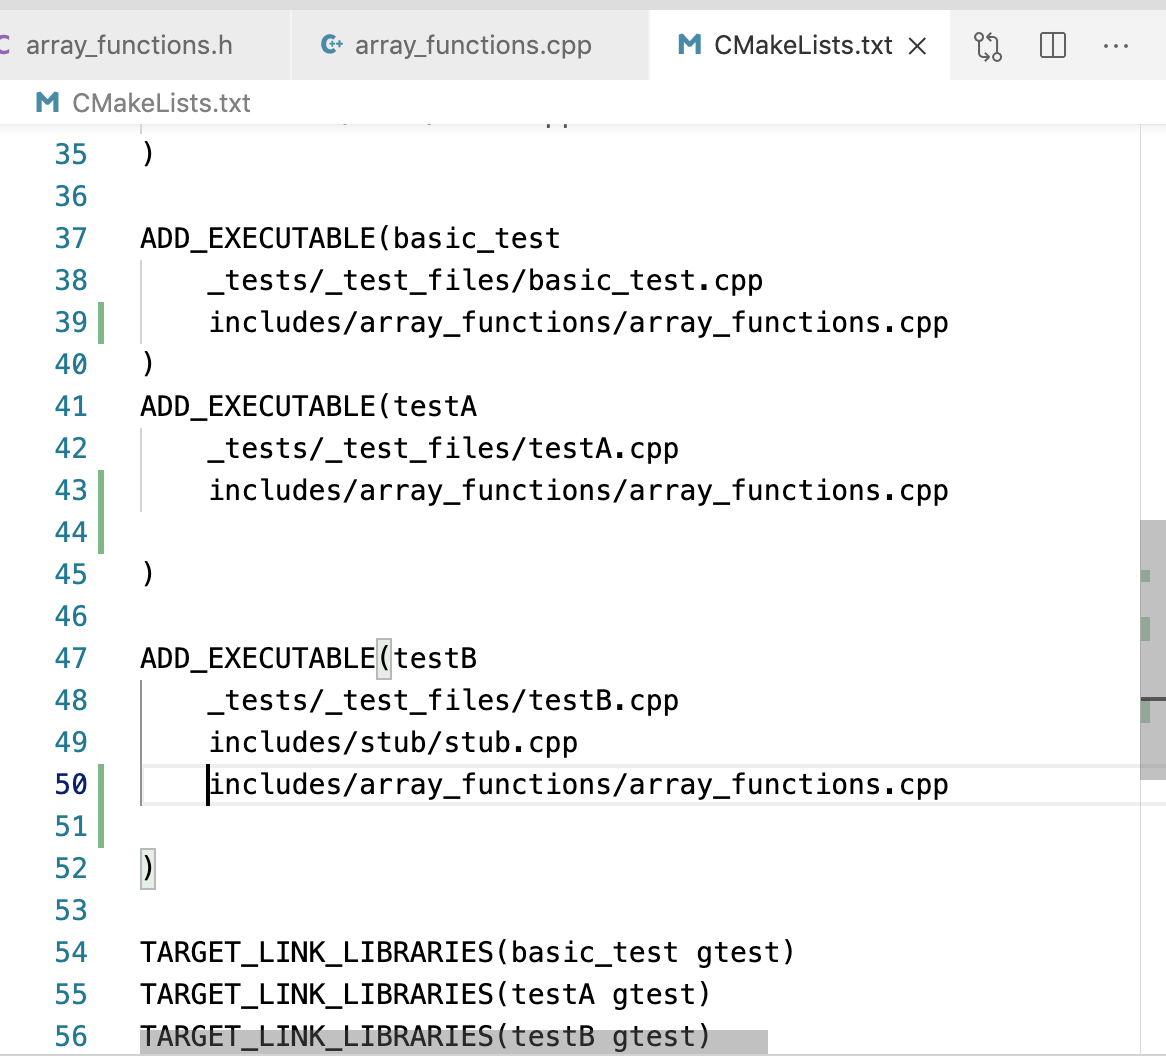 array_functions.h
array_functions.cpp
CMakeLists.txt
CMakeLists.txt
35 )
36
37 ADD_EXECUTABLE(basic_test
38 _tests/_test_files/basic_test.cpp
39 includes/array_functions/array_functions.cpp
40 )
41 ADD_EXECUTABLE(testA
42 _tests/_test_files/testA.cpp
43 includes/array_functions/array_functions.cpp
44
45 )
46
47 ADD_EXECUTABLE(testB
48 _tests/_test_files/testB.cpp
49 includes/stub/stub.cpp
50 includes/array_functions/array_functions.cpp
51
52 )
53
54 TARGET_LINK_LIBRARIES(basic_test gtest)
55 TARGET_LINK_LIBRARIES(testA gtest)
56 TARGET_LINK_LIBRARIES(testB gtest)